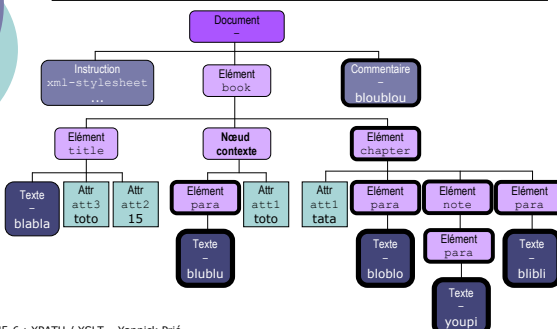 Document
–
Instruction
xml-stylesheet
...
Elément
book
Commentaire
–
bloublou
Elément
title
Nœud
contexte
Elément
chapter
Texte
–
blabla
Attr
att3
toto
Attr
att2
15
Elément
para
Attr
att1
toto
Attr
att1
tata
Elément
para
Elément
note
Elément
para
Texte
–
blublu
Texte
–
bloblo
Elément
para
Texte
–
blibli
Texte
–
youpi
XPATH / XSLT
Yannick Prié